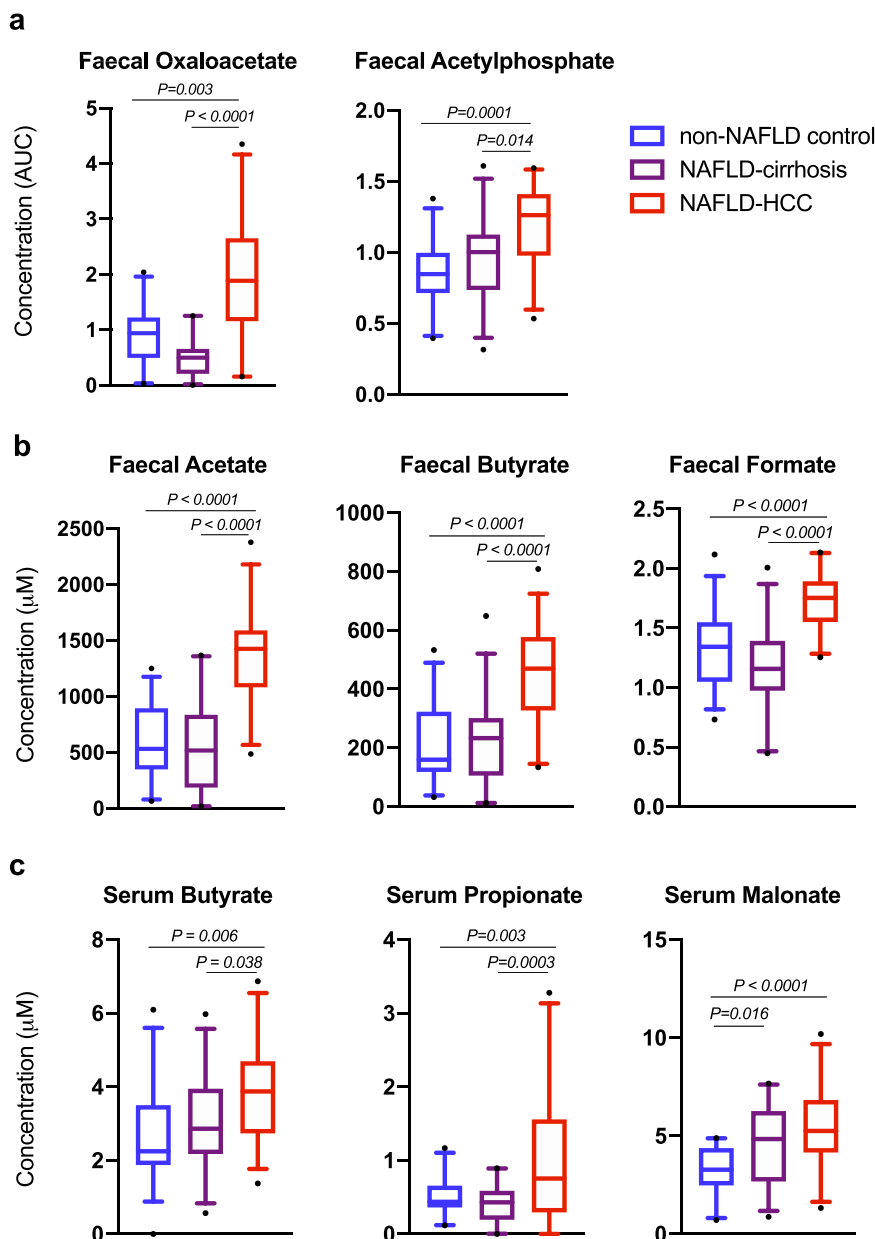 a
Faecal Oxaloacetate
Faecal Acetylphosphate
P=0.003
P < 0.0001
P=0.0001
P=0.014
non-NAFLD control
NAFLD-cirrhosis
NAFLD-HCC
Concentration (AUC)
5
4
3
2
1
0
2.0
1.5
1.0
0.5
0.0
b
Faecal Acetate
Faecal Butyrate
Faecal Formate
P < 0.0001
P < 0.0001
P < 0.0001
P < 0.0001
P < 0.0001
P < 0.0001
Concentration (μM)
2500
2000
1500
1000
500
0
1000
800
600
400
200
0
2.5
2.0
1.5
1.0
0.5
0.0
c
Serum Butyrate
Serum Propionate
Serum Malonate
P = 0.006
P = 0.038
P=0.003
P=0.0003
P < 0.0001
P=0.016
Concentration (μM)
8
6
4
2
0
4
3
2
1
0
15
10
5
0